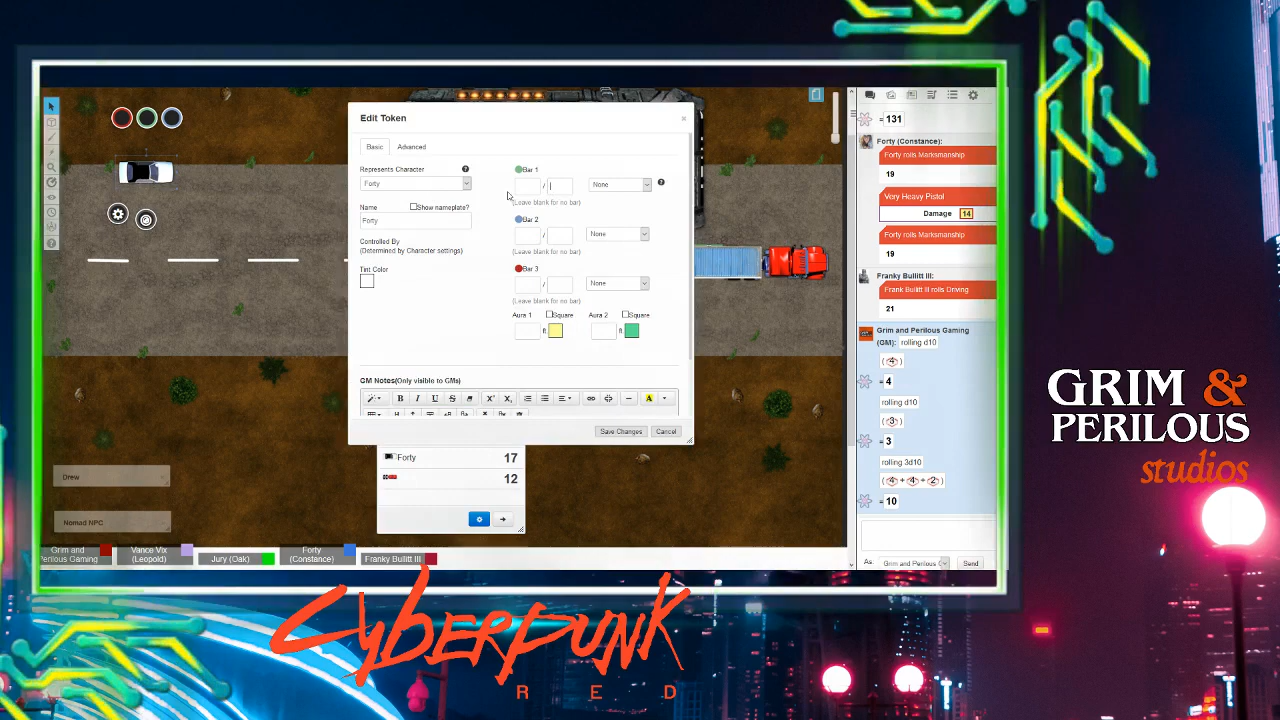 Edit Token
×
Basics
Advanced
Represents Character
Forty
Name
Show nameplate?
Forty
Controlled By
(Determined by Character settings)
Tint Color
Bar 1
/
None
(Leave blank for no bar)
Bar 2
/
None
(Leave blank for no bar)
Bar 3
/
None
(Leave blank for no bar)
Aura 1
Square
Aura 2
Square
ft.
ft.
GM Notes(Only visible to GMs)
B I U S
Save Changes
Cancel
Forty 17
12
= 131
Forty (Constance):
Forty rolls Marksmanship
19
Very Heavy Pistol
Damage 14
Forty rolls Marksmanship
19
Franky Bullitt III:
Frank Bullitt III rolls Driving
21
Grim and Perilous Gaming
(GM): rolling d10
(4)
= 4
rolling d10
(3)
= 3
rolling 3d10
(4+4+2)
= 10
As:
Grim and Perilous G
Send
Drew
Nomad NPC
Grim and
Perilous Gaming
Vance Vix
(Leopold)
Jury (Oak)
Forty
(Constance)
Franky Bullitt III
GRIM &
PERILOUS
studios
CYBERPUNK
RED